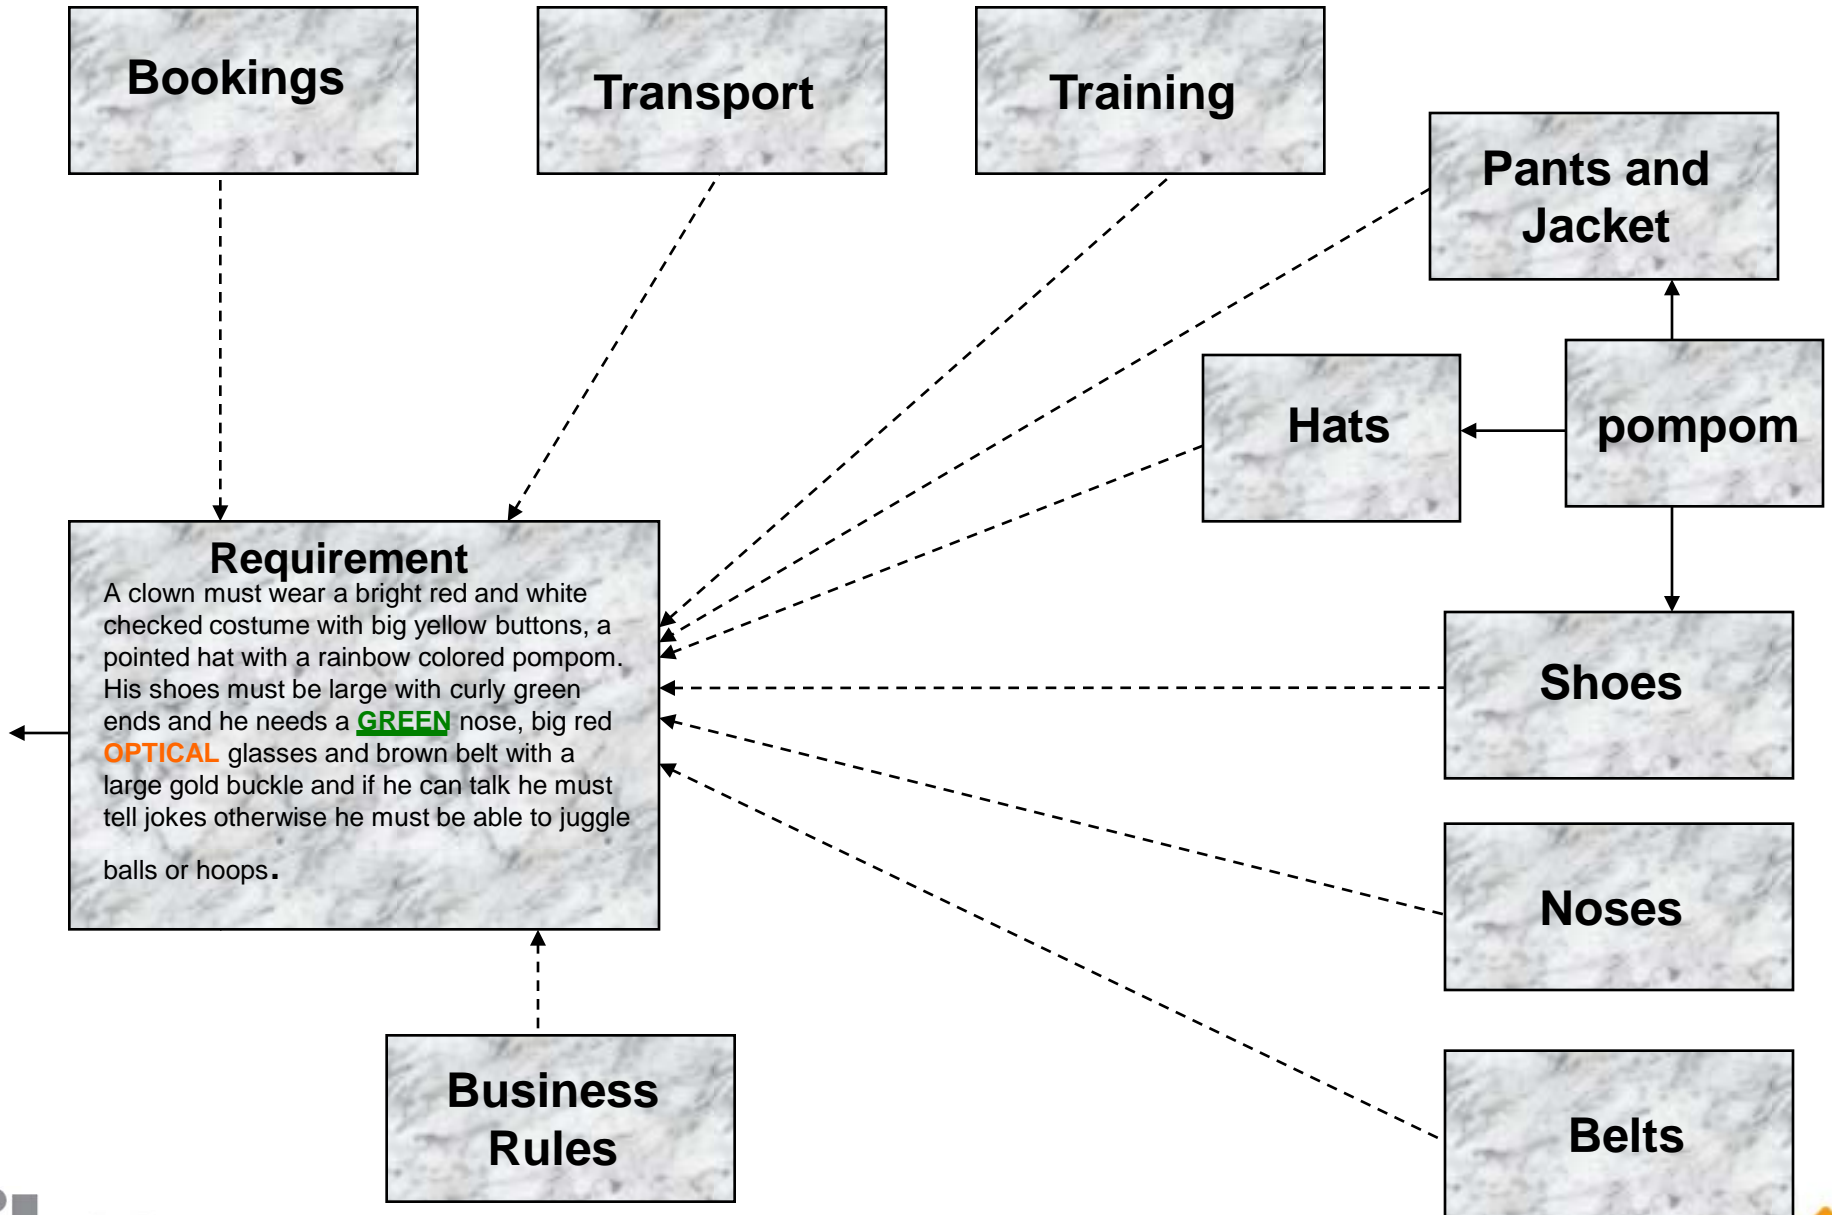 Bookings
Transport
Training
Pants and
Jacket
Hats
pompom
Requirement
A clown must wear a bright red and white
checked costume with big yellow buttons, a
pointed hat with a rainbow colored pompom.
His shoes must be large with curly green
ends and he needs a GREEN nose, big red
OPTICAL glasses and brown belt with a
large gold buckle and if he can talk he must
tell jokes otherwise he must be able to juggle
balls or hoops.
Shoes
Noses
Business
Rules
Belts